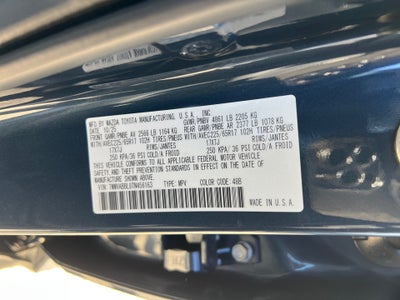 MFD. BY MAZDA TOYOTA MANUFACTURING, U.S.A., INC.
DATE: 10/25 GVWR/PNBV 4861 LB 2205 KG
FRONT GAWR/PNBE AV 2566 LB 1164 KG REAR GAWR/PNBE AR 2377 LB 1078 KG
WITH/AVEC225/65R17 102H TIRES/PNEUS WITH/AVEC225/65R17 102H TIRES/PNEUS
17X7J RIMS/JANTES 17X7J RIMS/JANTES
250 KPA/ 36 PSI COLD/A FROID 250 KPA/ 36 PSI COLD/A FROID
THIS VEHICLE CONFORMS TO ALL APPLICABLE FEDERAL MOTOR VEHICLE
SAFETY AND BUMPER STANDARDS IN EFFECT ON THE DATE OF
MANUFACTURE SHOWN ABOVE.
TYPE: MPV COLOR CODE: 48B
MADE IN U.S.A.